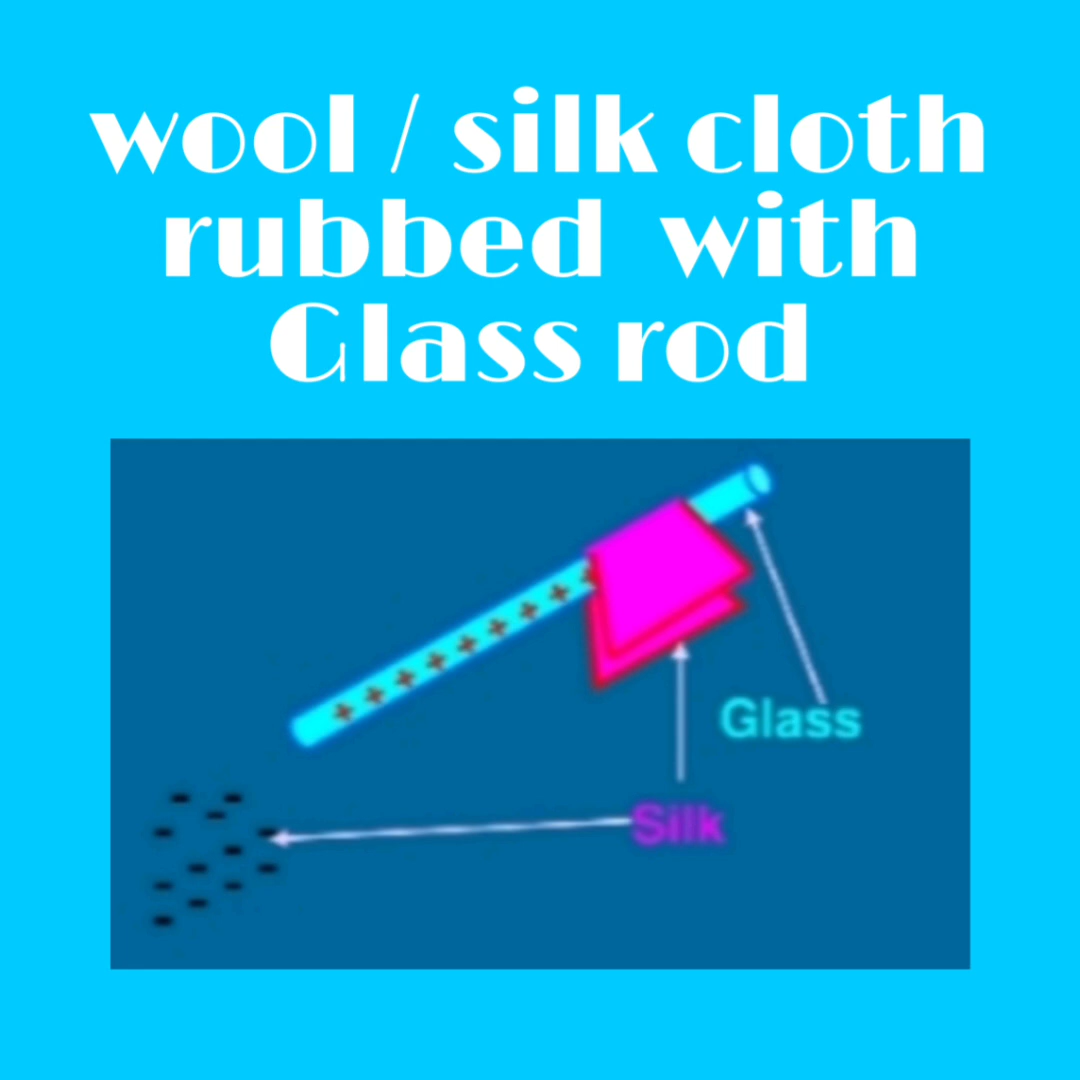 wool / silk cloth
rubbed with
Glass rod
Glass
Silk